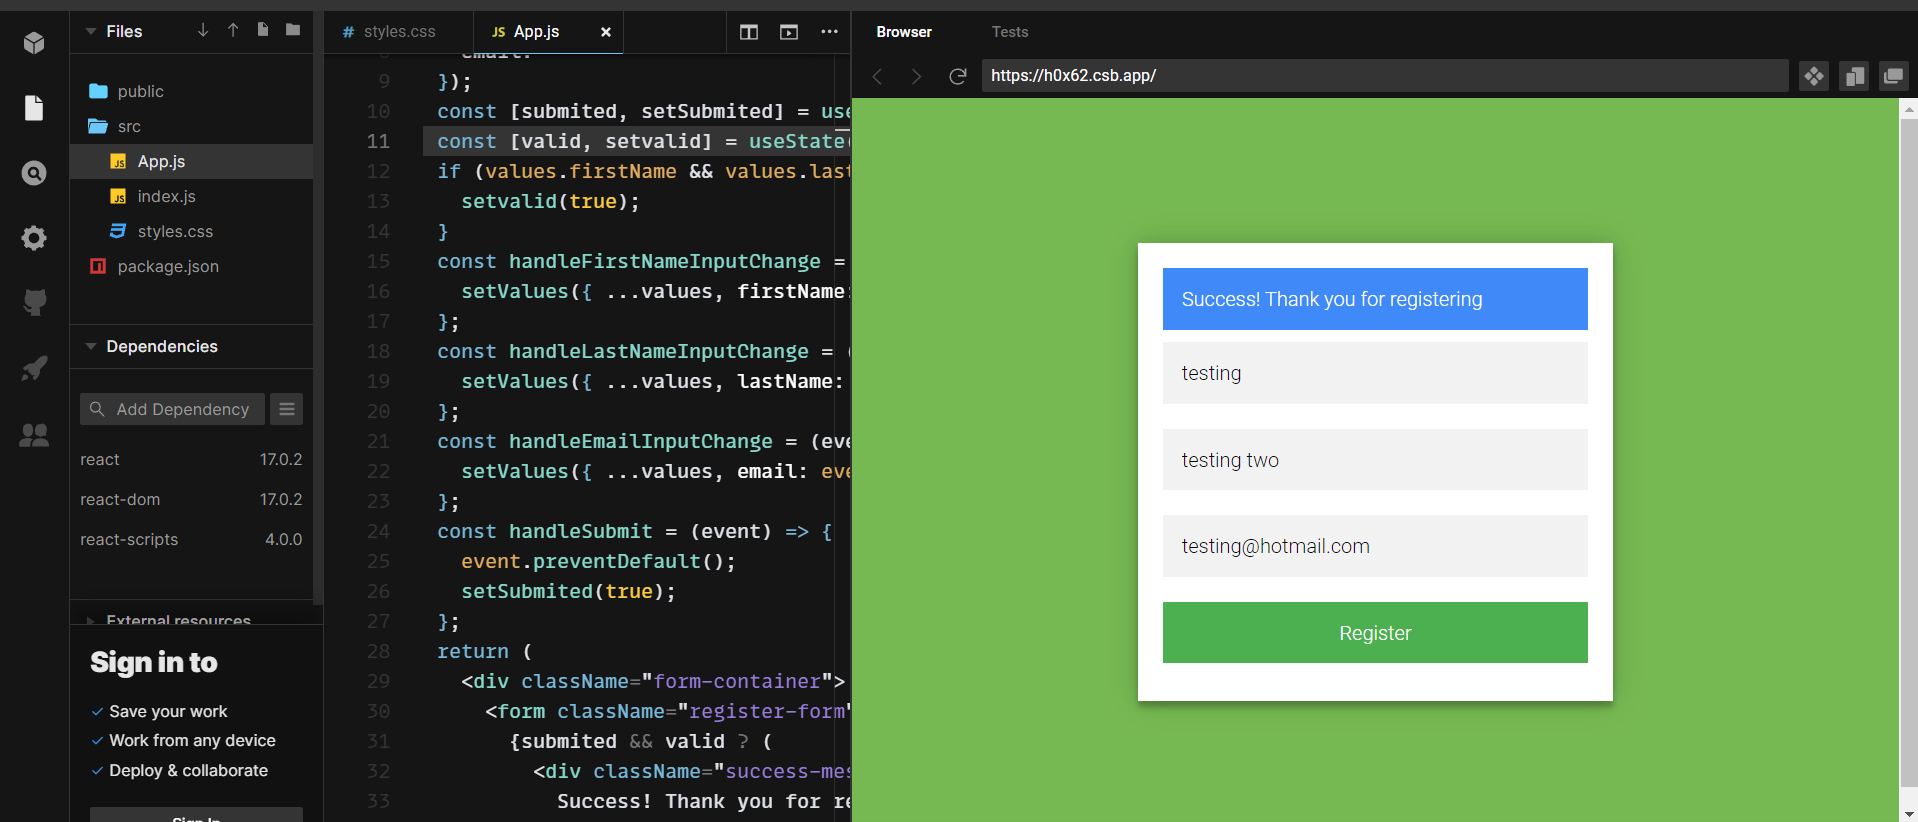 Files
public
src
App.js
index.js
styles.css
package.json
Dependencies
Add Dependency
react 17.0.2
react-dom 17.0.2
react-scripts 4.0.0
External resources
Sign in to
Save your work
Work from any device
Deploy & collaborate
Sign In
# styles.css
JS App.js
email:
9 });
10 const [submited, setSubmited] = use
11 const [valid, setvalid] = useState(
12 if (values.firstName && values.last
13 setvalid(true);
14 }
15 const handleFirstNameInputChange =
16 setValues({ ...values, firstName:
17 };
18 const handleLastNameInputChange = (
19 setValues({ ...values, lastName:
20 };
21 const handleEmailInputChange = (eve
22 setValues({ ...values, email: eve
23 };
24 const handleSubmit = (event) => {
25 event.preventDefault();
26 setSubmited(true);
27 };
28 return (
29 <div className="form-container">
30 <form className="register-form"
31 {submited && valid ? (
32 <div className="success-mes
33 Success! Thank you for re
Browser
Tests
https://h0x62.csb.app/
Success! Thank you for registering
testing
testing two
testing@hotmail.com
Register